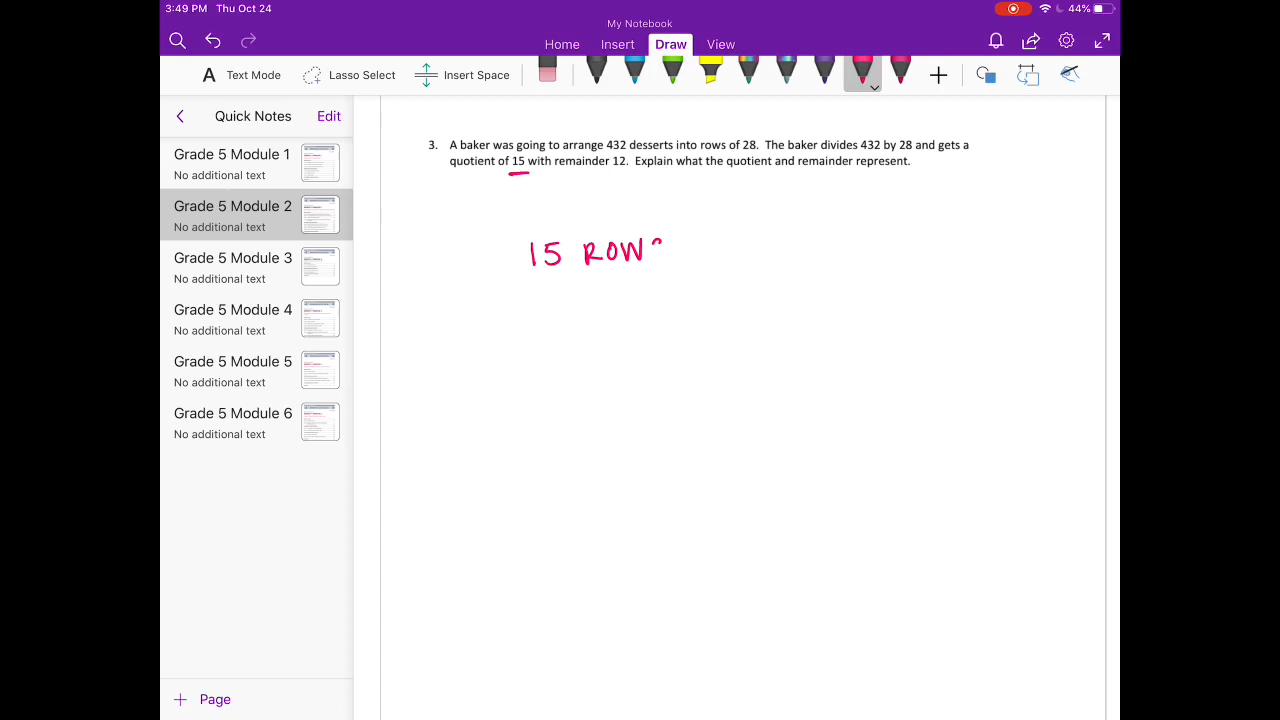 3:49 PM Thu Oct 24
44%
My Notebook
Home Insert Draw View
A Text Mode Lasso Select Insert Space
Quick Notes Edit
Grade 5 Module 1
No additional text
Grade 5 Module 2
No additional text
Grade 5 Module 3
No additional text
Grade 5 Module 4
No additional text
Grade 5 Module 5
No additional text
Grade 5 Module 6
No additional text
Page
3. A baker was going to arrange 432 desserts into rows of 28. The baker divides 432 by 28 and gets a
quotient of 15 with remainder 12. Explain what the quotient and remainder represent.
15 ROW